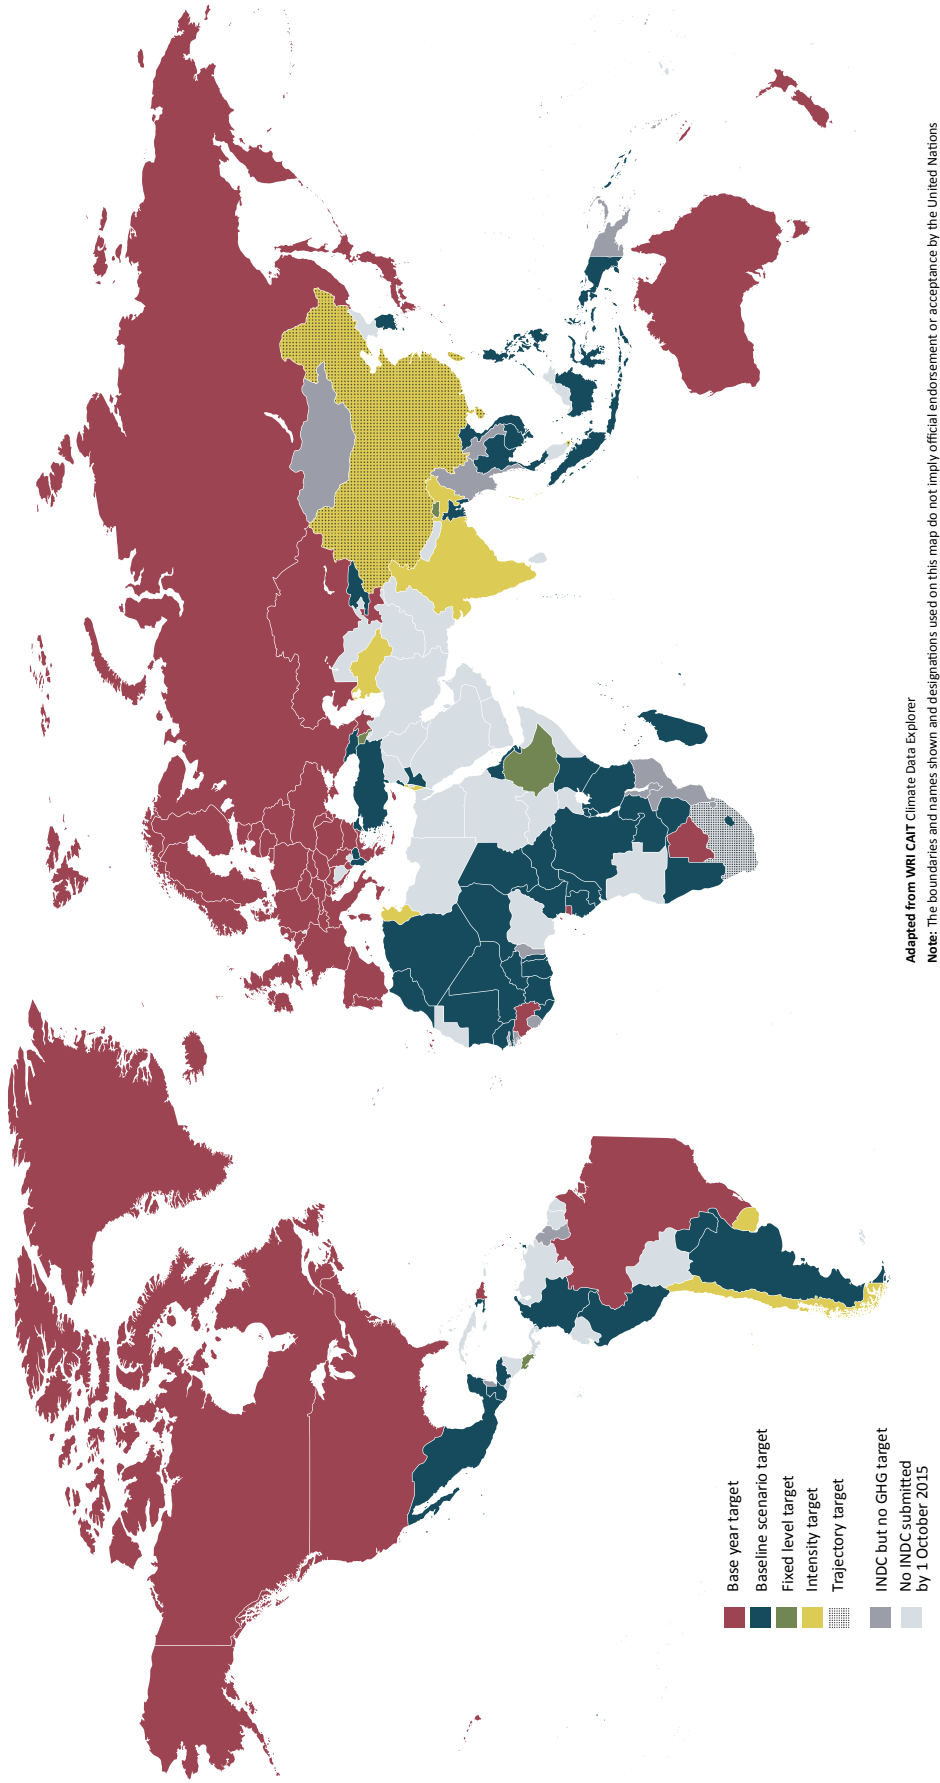 Base year target
Baseline scenario target
Fixed level target
Intensity target
Trajectory target
INDC but no GHG target
No INDC submitted
by 1 October 2015
Adapted from WRI CAIT Climate Data Explorer
Note: The boundaries and names shown and designations used on this map do not imply official endorsement or acceptance by the United Nations